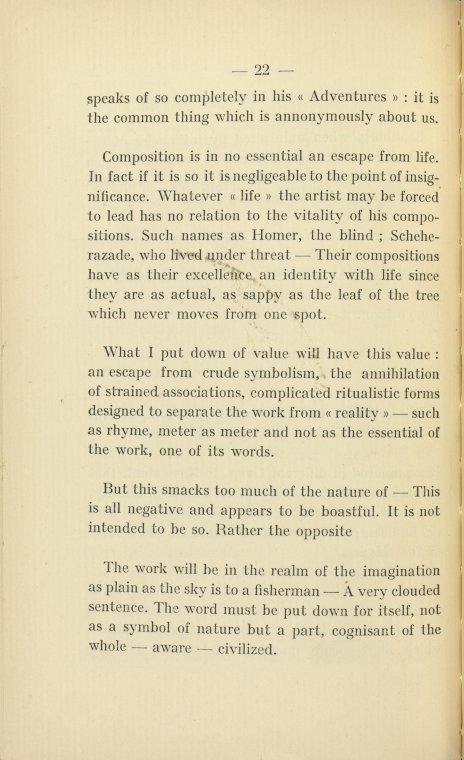 — 22 —
speaks of so completely in his « Adventures » : it is
the common thing which is annonymously about us.
Composition is in no essential an escape from life.
In fact if it is so it is negligeable to the point of insig-
nificance. Whatever « life » the artist may be forced
to lead has no relation to the vitality of his compo-
sitions. Such names as Homer, the blind ; Schehe-
razade, who lived under threat — Their compositions
have as their excellence an identity with life since
they are as actual, as sappy as the leaf of the tree
which never moves from one spot.
What I put down of value will have this value :
an escape from crude symbolism, the annihilation
of strained associations, complicated ritualistic forms
designed to separate the work from « reality » — such
as rhyme, meter as meter and not as the essential of
the work, one of its words.
But this smacks too much of the nature of — This
is all negative and appears to be boastful. It is not
intended to be so. Rather the opposite
The work will be in the realm of the imagination
as plain as the sky is to a fisherman — A very clouded
sentence. The word must be put down for itself, not
as a symbol of nature but a part, cognisant of the
whole — aware — civilized.